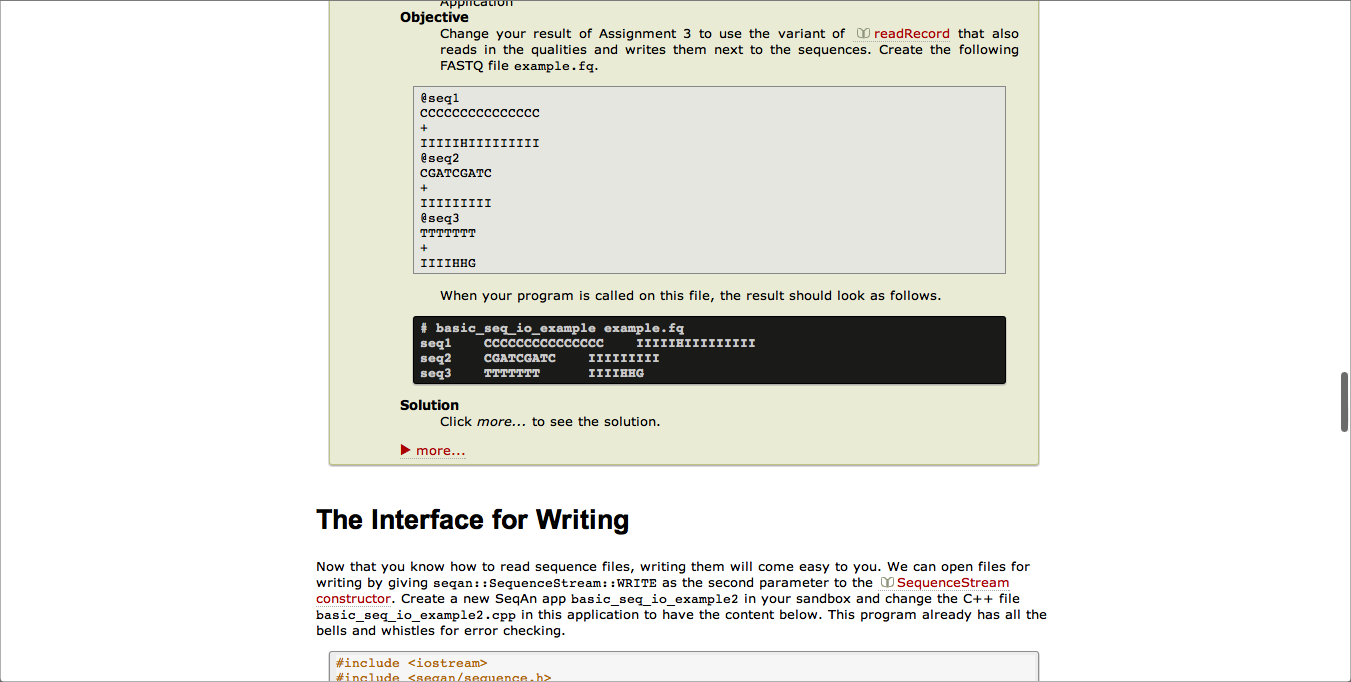 Application
Objective
Change your result of Assignment 3 to use the variant of readRecord that also
reads in the qualities and writes them next to the sequences. Create the following
FASTQ file example.fq.
@seq1
CCCCCCCCCCCCCCC
+
IIIIIHIIIIIIIII
@seq2
CGATCGATC
+
IIIIIIIII
@seq3
TTTTTTT
+
IIIIHHG
When your program is called on this file, the result should look as follows.
# basic_seq_io_example example.fq
seq1 CCCCCCCCCCCCCCC IIIIIHIIIIIIIII
seq2 CGATCGATC IIIIIIIII
seq3 TTTTTTT IIIIHHG
Solution
Click more... to see the solution.
more...
The Interface for Writing
Now that you know how to read sequence files, writing them will come easy to you. We can open files for
writing by giving seqan::SequenceStream::WRITE as the second parameter to the SequenceStream
constructor. Create a new SeqAn app basic_seq_io_example2 in your sandbox and change the C++ file
basic_seq_io_example2.cpp in this application to have the content below. This program already has all the
bells and whistles for error checking.
#include <iostream>
#include <seqan/sequence.h>